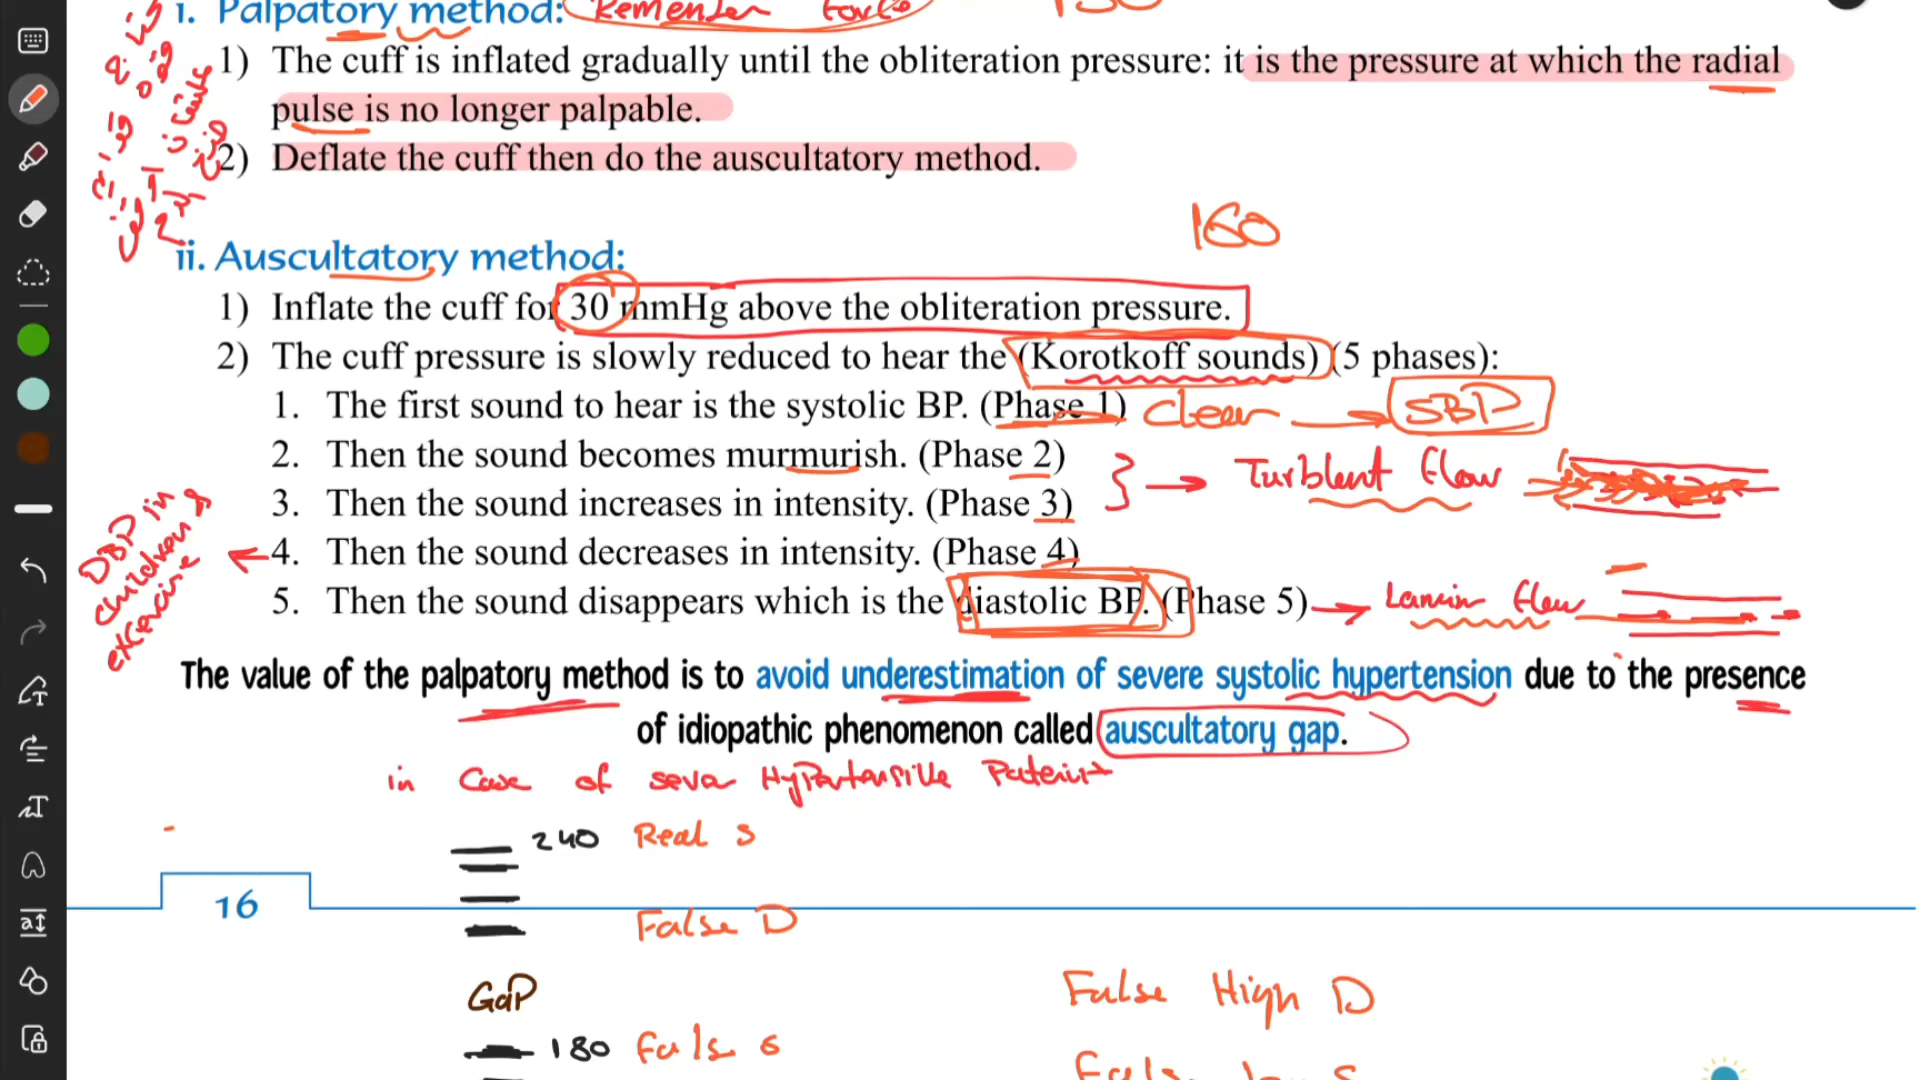 i. Palpatory method: Remember
1) The cuff is inflated gradually until the obliteration pressure: it is the pressure at which the radial
pulse is no longer palpable.
2) Deflate the cuff then do the auscultatory method.
160
ii. Auscultatory method:
1) Inflate the cuff for 30 mmHg above the obliteration pressure.
2) The cuff pressure is slowly reduced to hear the (Korotkoff sounds) (5 phases):
1. The first sound to hear is the systolic BP. (Phase 1) Clear SBP
2. Then the sound becomes murmurish. (Phase 2)
Turblent flow
3. Then the sound increases in intensity. (Phase 3)
4. Then the sound decreases in intensity. (Phase 4)
DBP in
children &
5. Then the sound disappears which is the diastolic BP. (Phase 5) Lamin flow
The value of the palpatory method is to avoid underestimation of severe systolic hypertension due to the presence
of idiopathic phenomenon called auscultatory gap.
in Case of
240 Real S
16
False D
GaP
False High D
180 Fals S